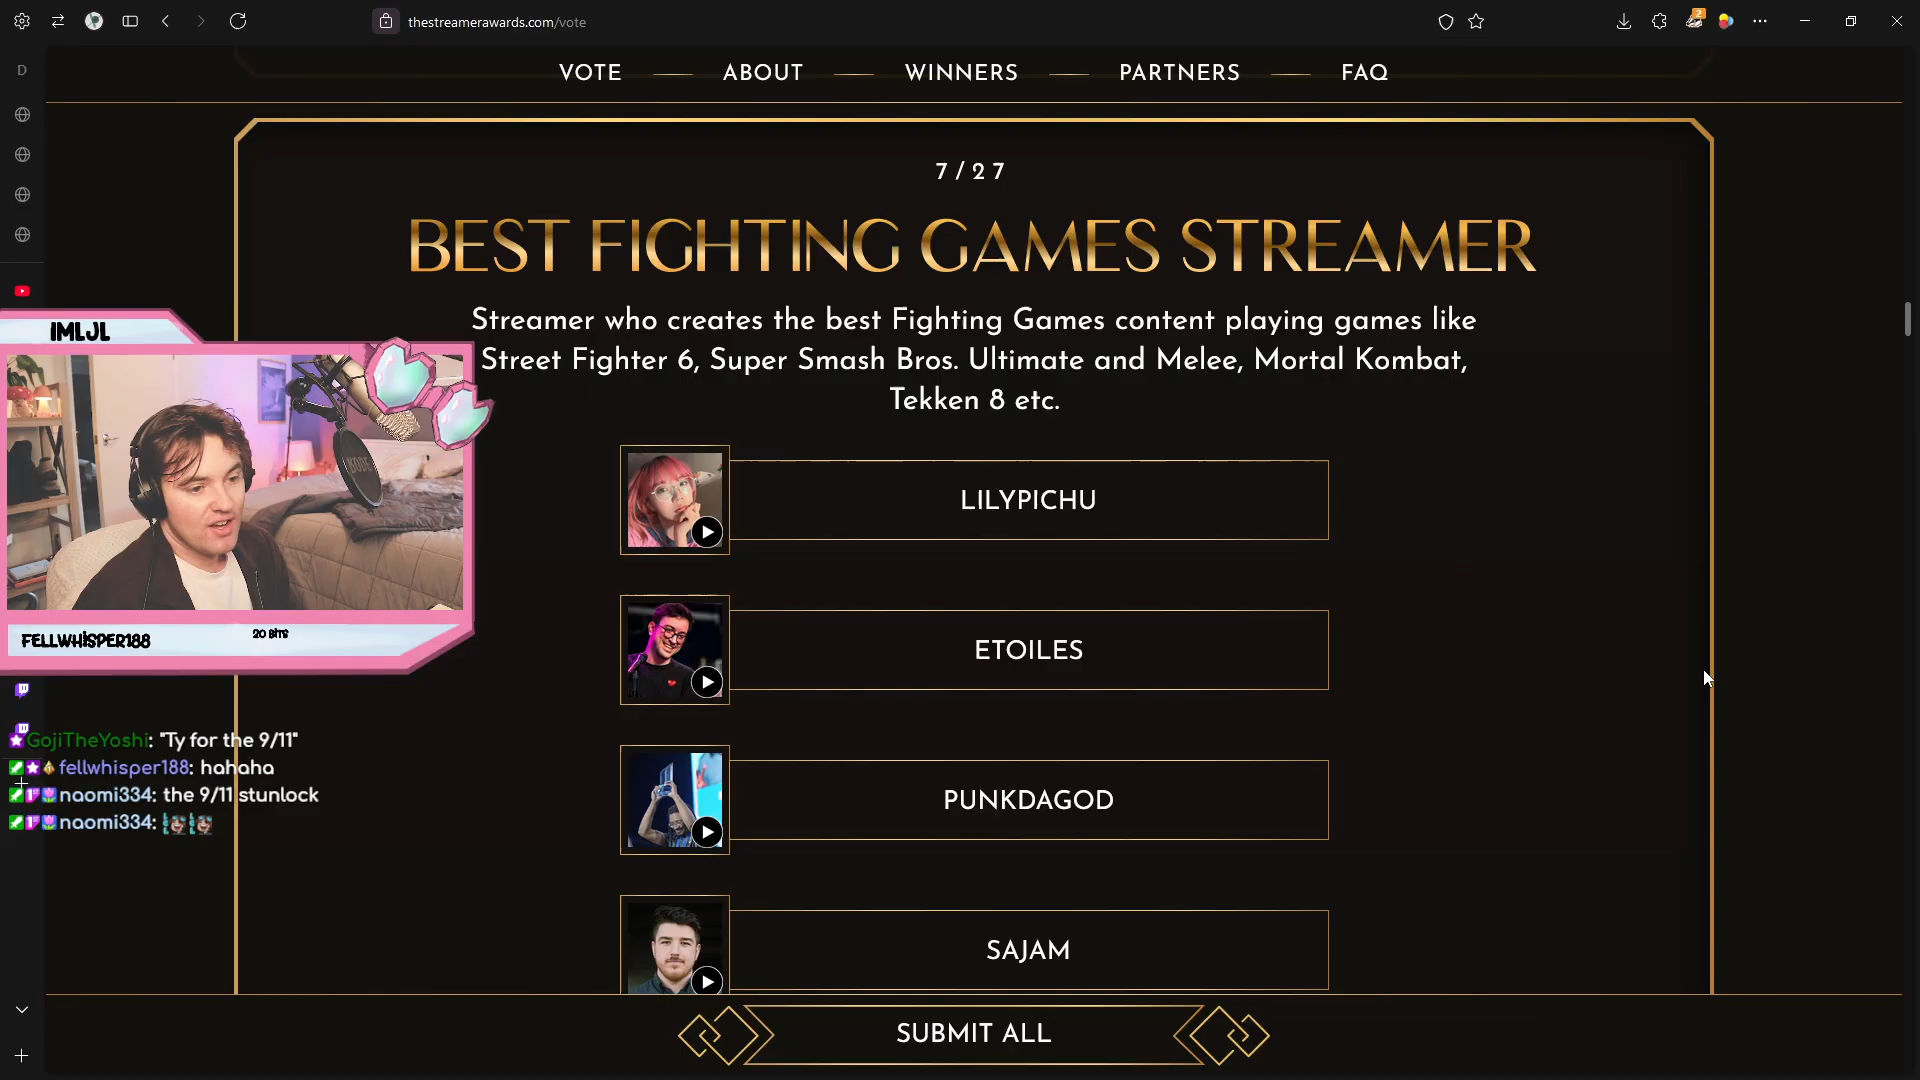 thestreamerawards.com/vote
2
D
VOTE
ABOUT
WINNERS
PARTNERS
FAQ
7/27
BEST FIGHTING GAMES STREAMER
Streamer who creates the best Fighting Games content playing games like
Street Fighter 6, Super Smash Bros. Ultimate and Melee, Mortal Kombat,
Tekken 8 etc.
LILYPICHU
ETOILES
PUNKDAGOD
SAJAM
SUBMIT ALL
IMLJL
RODE
FELLWHISPER188
20 BITS
GojiTheYoshi: "Ty for the 9/11"
fellwhisper188: hahaha
naomi334: the 9/11 stunlock
naomi334: